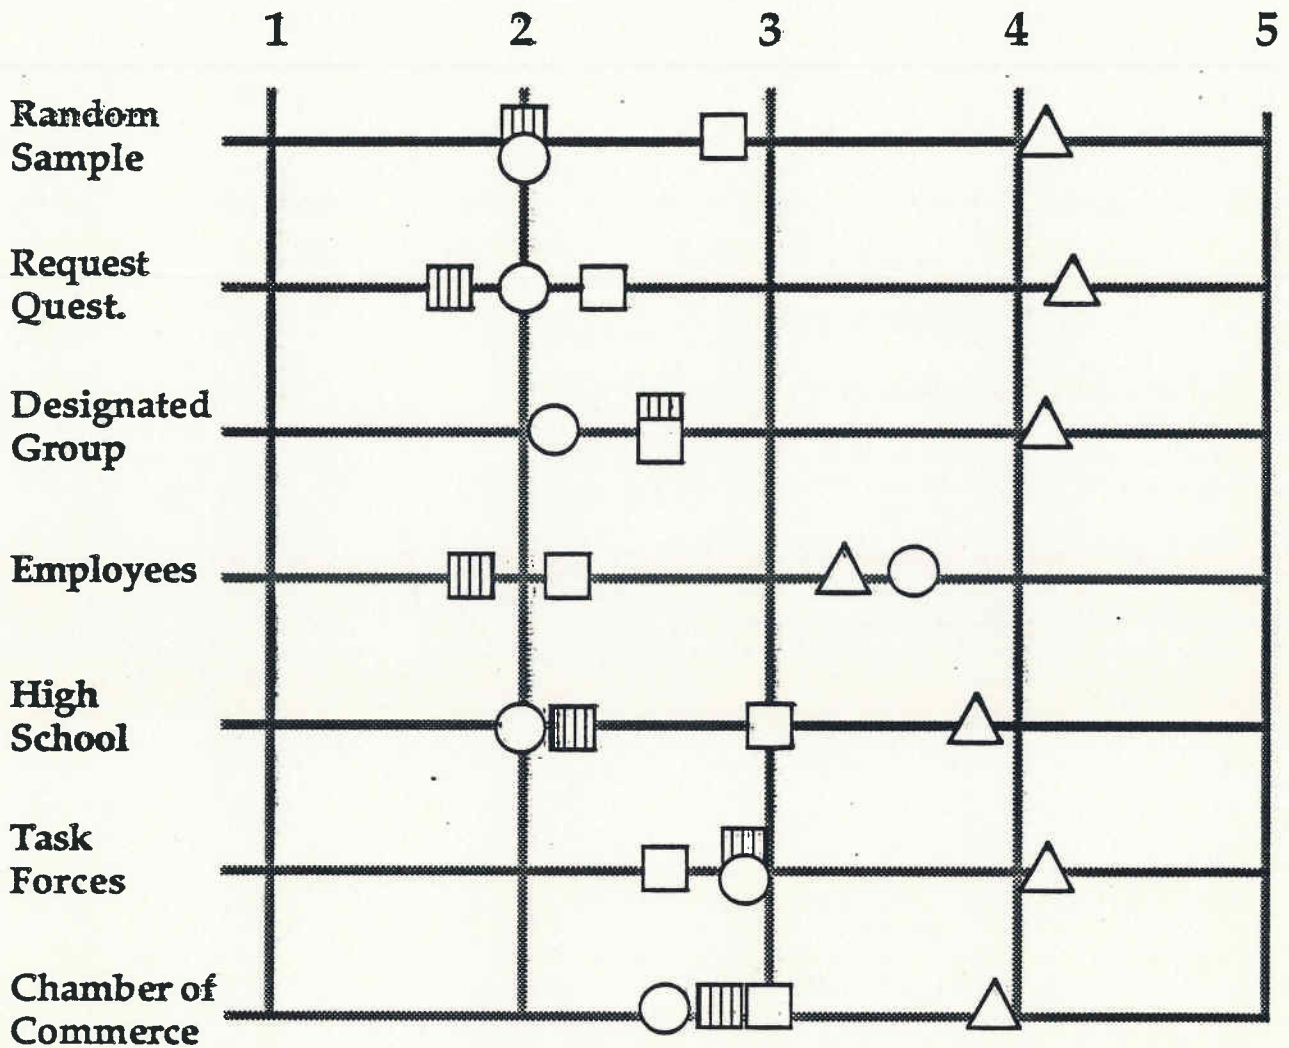 1 2 3 4 5
Random
Sample
Request
Quest.
Designated
Group
Employees
High
School
Task
Forces
Chamber of
Commerce